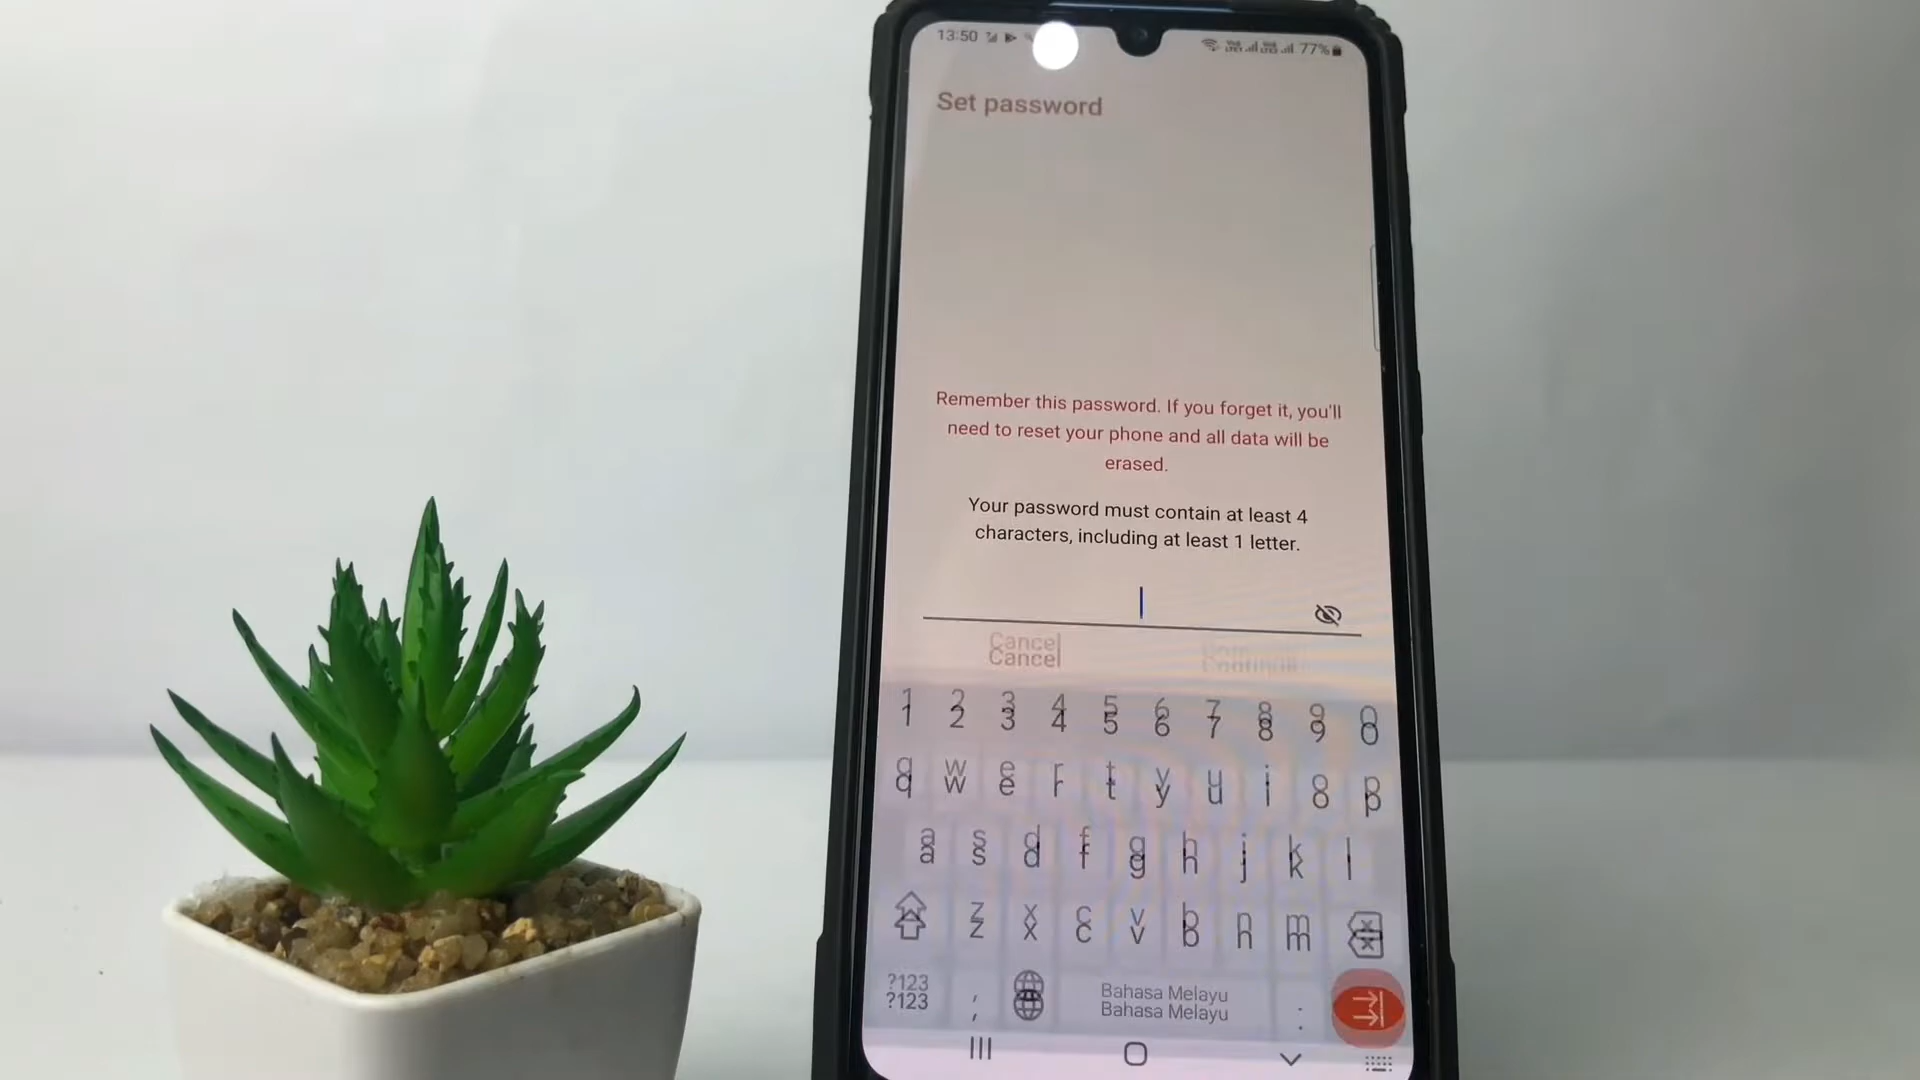 13:50 77%
Set password
Remember this password. If you forget it, you'll
need to reset your phone and all data will be
erased.
Your password must contain at least 4
characters, including at least 1 letter.
Cancel Continue
1 2 3 4 5 6 7 8 9 0
q w e r t y u i o p
a s d f g h j k l
z x c v b n m
?123 , Bahasa Melayu .